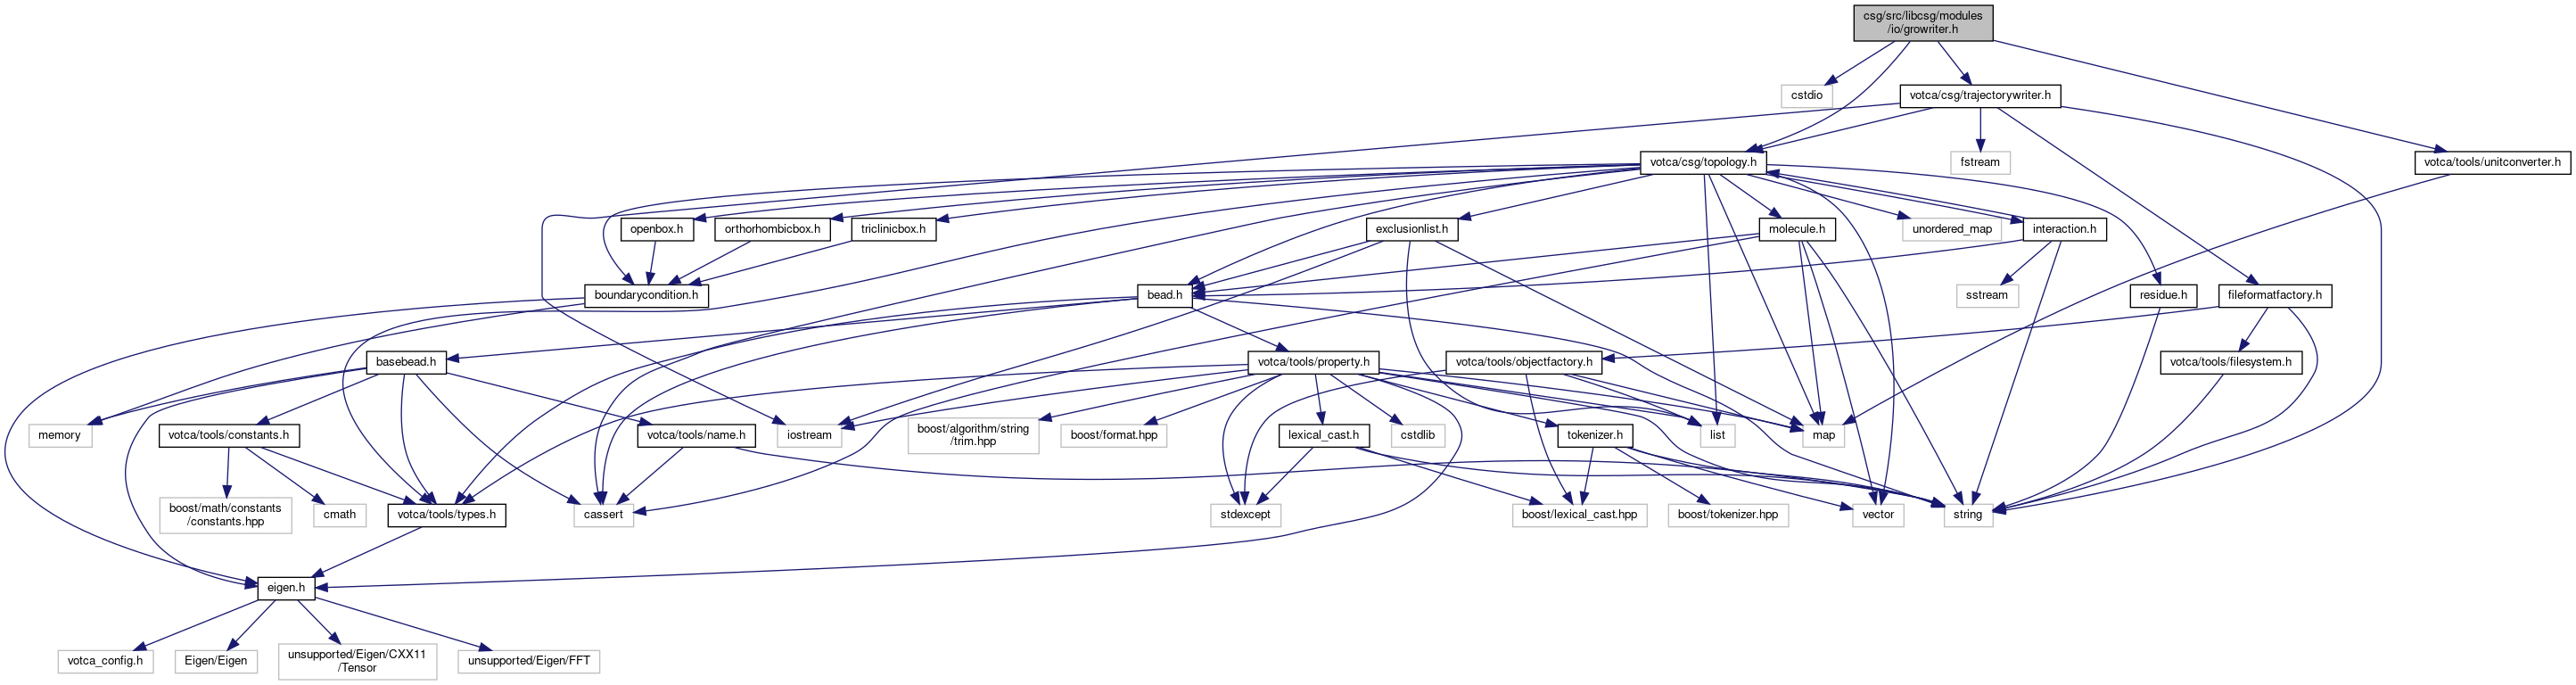 csg/src/libcsg/modules
/io/growriter.h
cstdio
votca/csg/trajectorywriter.h
votca/csg/topology.h
fstream
votca/tools/unitconverter.h
openbox.h
orthorhombicbox.h
triclinicbox.h
exclusionlist.h
molecule.h
unordered_map
interaction.h
boundarycondition.h
bead.h
sstream
residue.h
fileformatfactory.h
basebead.h
votca/tools/property.h
votca/tools/objectfactory.h
votca/tools/filesystem.h
memory
votca/tools/constants.h
votca/tools/name.h
iostream
boost/algorithm/string
/trim.hpp
boost/format.hpp
lexical_cast.h
cstdlib
tokenizer.h
list
map
boost/math/constants
/constants.hpp
cmath
votca/tools/types.h
cassert
stdexcept
boost/lexical_cast.hpp
boost/tokenizer.hpp
vector
string
eigen.h
votca_config.h
Eigen/Eigen
unsupported/Eigen/CXX11
/Tensor
unsupported/Eigen/FFT